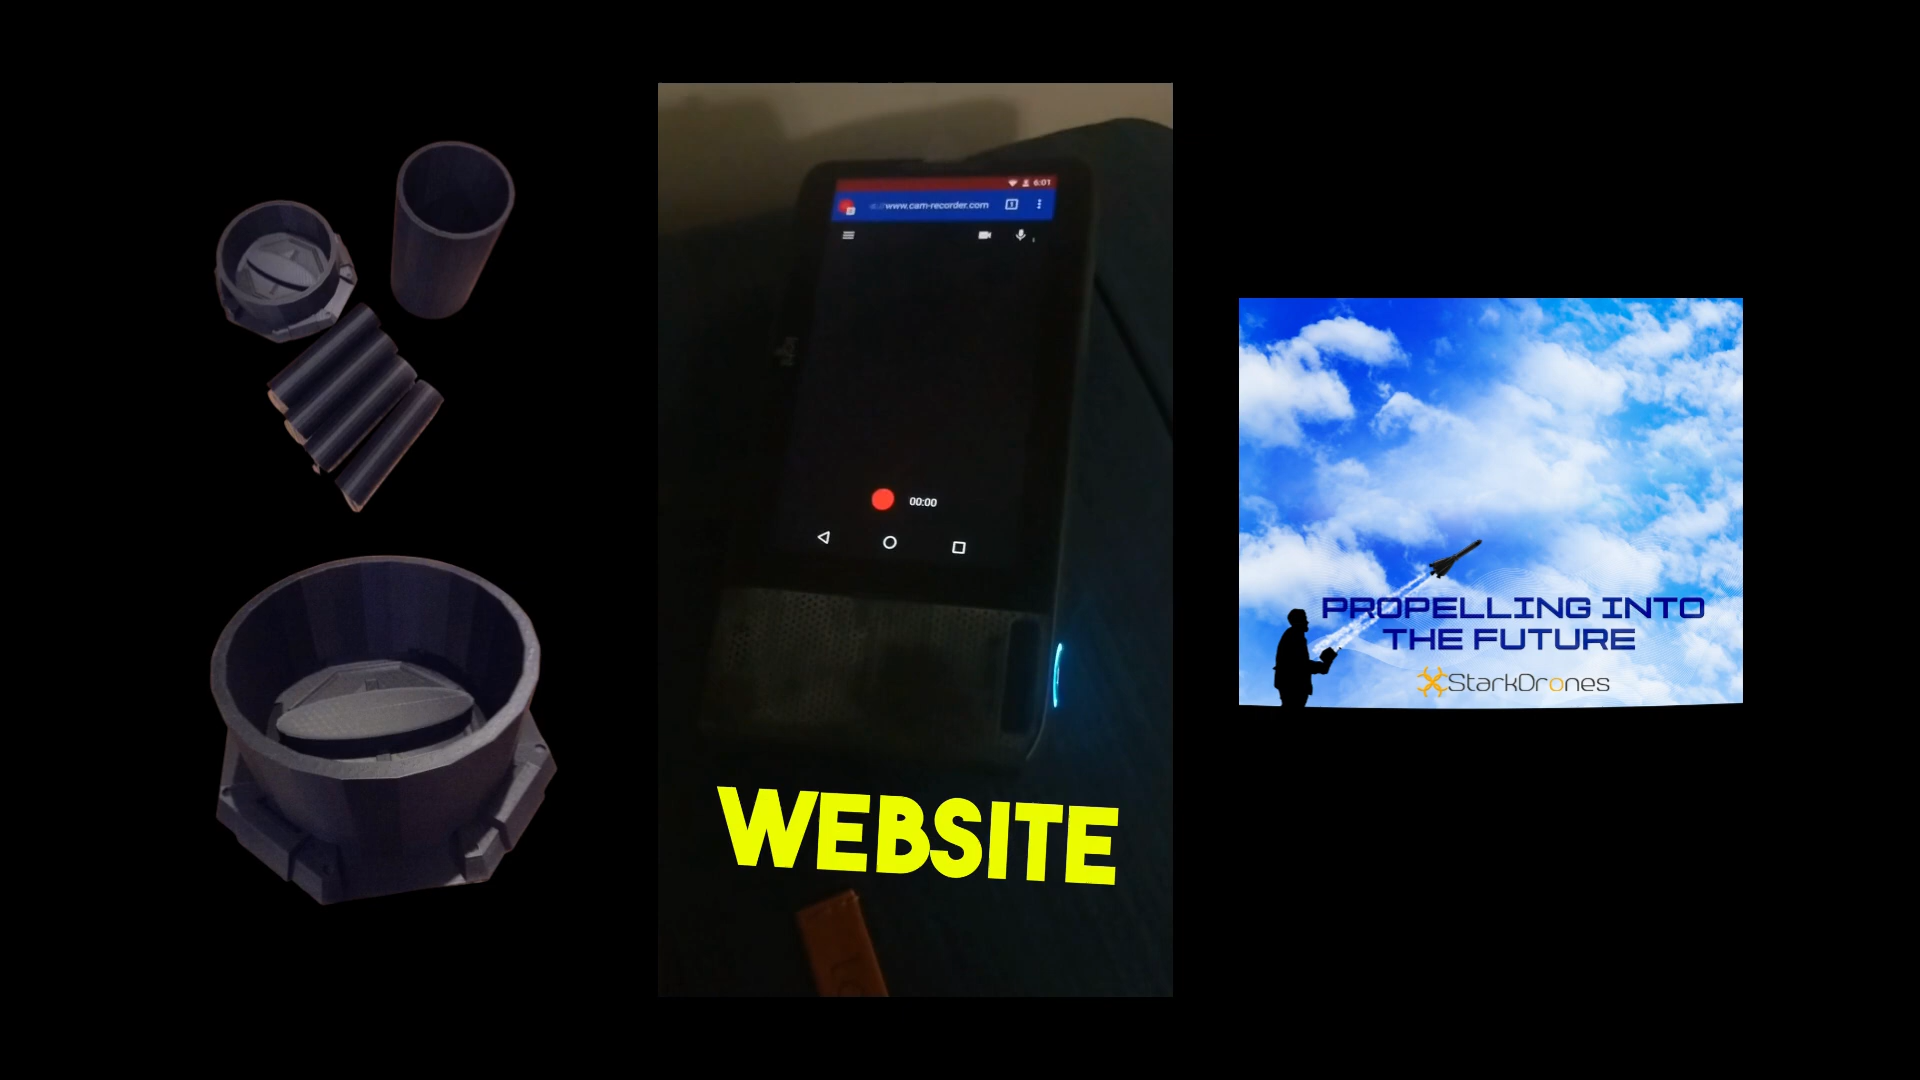 6:01
www.cam-recorder.com
00:00
WEBSITE
PROPELLING INTO
THE FUTURE
StarkDrones